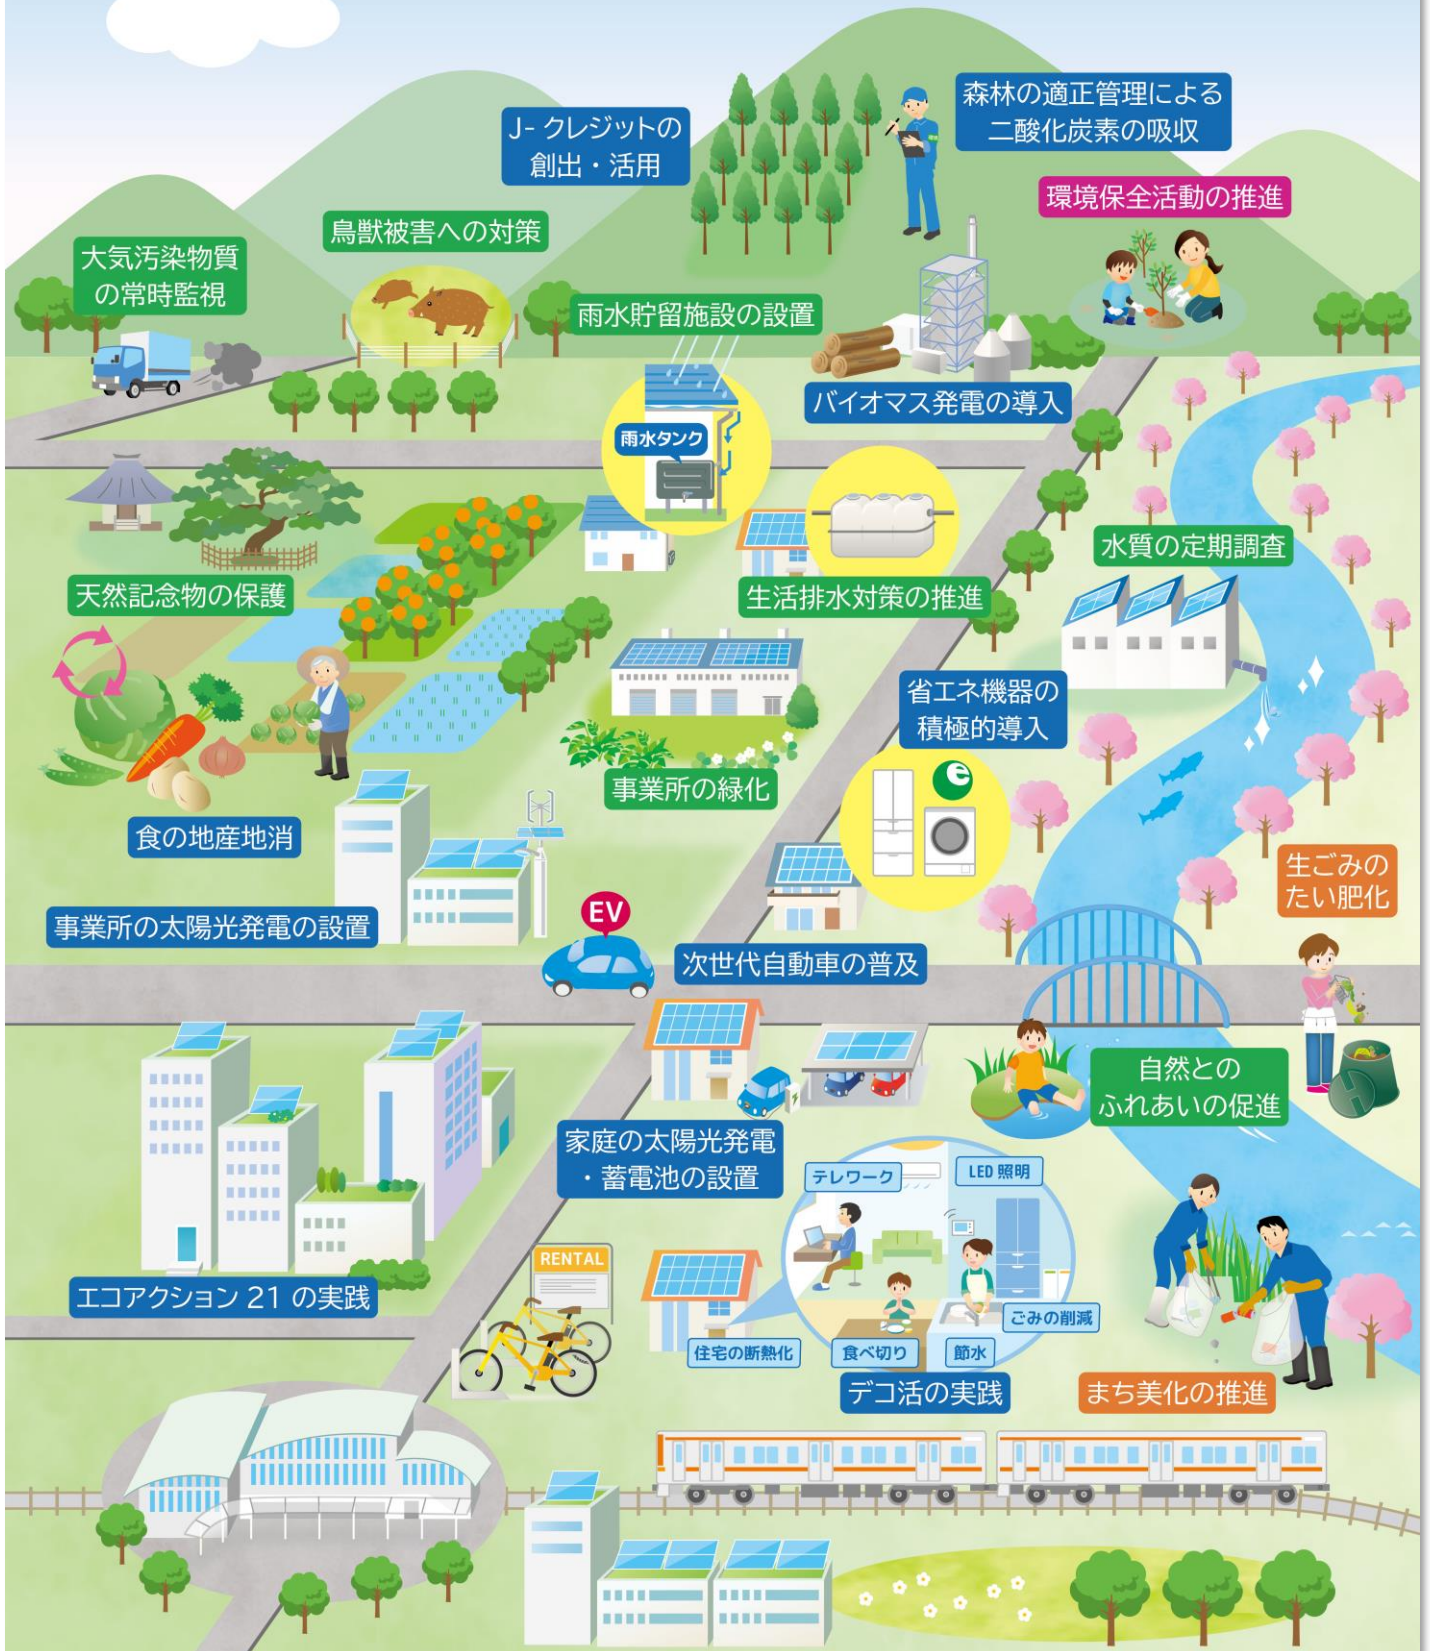 J- クレジットの
創出・活用
森林の適正管理による
二酸化炭素の吸収
環境保全活動の推進
鳥獣被害への対策
大気汚染物質
の常時監視
雨水貯留施設の設置
バイオマス発電の導入
雨水タンク
水質の定期調査
天然記念物の保護
生活排水対策の推進
省エネ機器の
積極的導入
e
事業所の緑化
食の地産地消
生ごみの
たい肥化
事業所の太陽光発電の設置
EV
次世代自動車の普及
自然との
ふれあいの促進
家庭の太陽光発電
・蓄電池の設置
テレワーク
LED 照明
RENTAL
エコアクション 21 の実践
ごみの削減
住宅の断熱化
食べ切り
節水
デコ活の実践
まち美化の推進